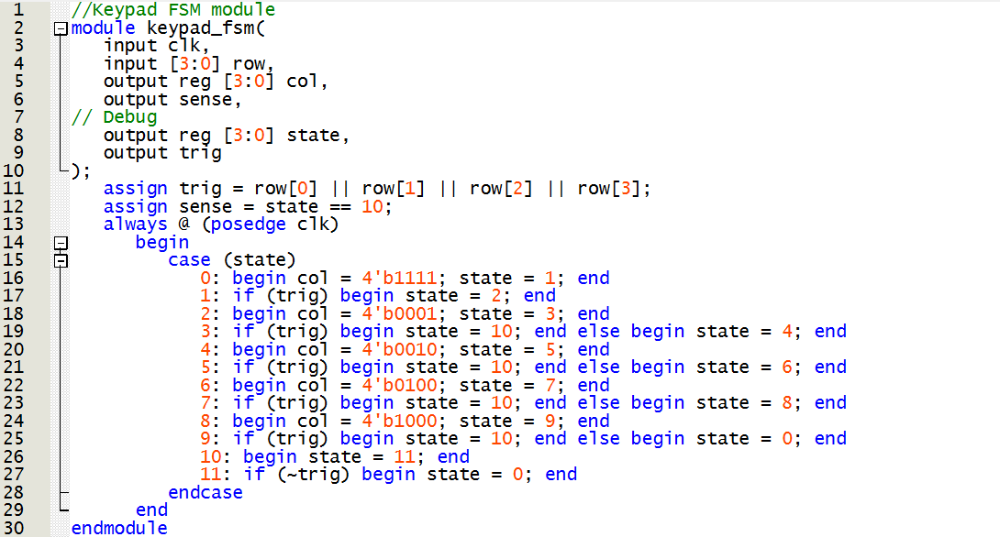 1 //Keypad FSM module
2 module keypad_fsm(
3 input clk,
4 input [3:0] row,
5 output reg [3:0] col,
6 output sense,
7 // Debug
8 output reg [3:0] state,
9 output trig
10 );
11 assign trig = row[0] || row[1] || row[2] || row[3];
12 assign sense = state == 10;
13 always @ (posedge clk)
14 begin
15 case (state)
16 0: begin col = 4'b1111; state = 1; end
17 1: if (trig) begin state = 2; end
18 2: begin col = 4'b0001; state = 3; end
19 3: if (trig) begin state = 10; end else begin state = 4; end
20 4: begin col = 4'b0010; state = 5; end
21 5: if (trig) begin state = 10; end else begin state = 6; end
22 6: begin col = 4'b0100; state = 7; end
23 7: if (trig) begin state = 10; end else begin state = 8; end
24 8: begin col = 4'b1000; state = 9; end
25 9: if (trig) begin state = 10; end else begin state = 0; end
26 10: begin state = 11; end
27 11: if (~trig) begin state = 0; end
28 endcase
29 end
30 endmodule